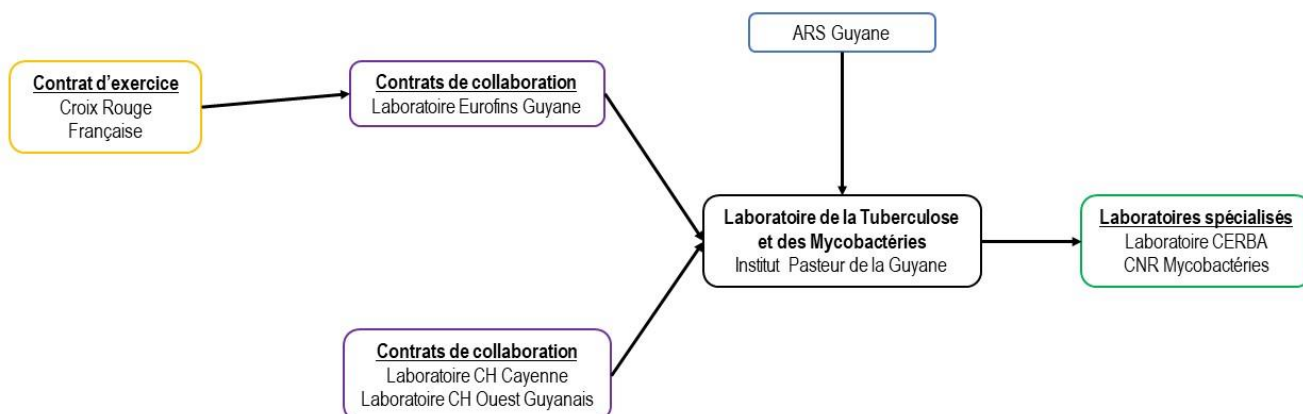 ARS Guyane
Contrat d'exercice
Croix Rouge
Française
Contrats de collaboration
Laboratoire Eurofins Guyane
Laboratoire de la Tuberculose
et des Mycobactéries
Institut Pasteur de la Guyane
Laboratoires spécialisés
Laboratoire CERBA
CNR Mycobactéries
Contrats de collaboration
Laboratoire CH Cayenne
Laboratoire CH Ouest Guyanais